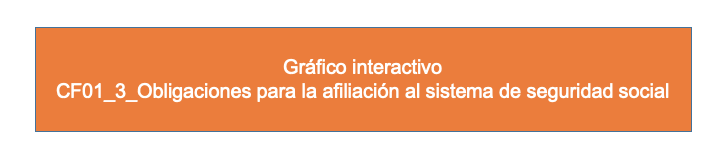 Gráfico interactivo
CF01_3_Obligaciones para la afiliación al sistema de seguridad social